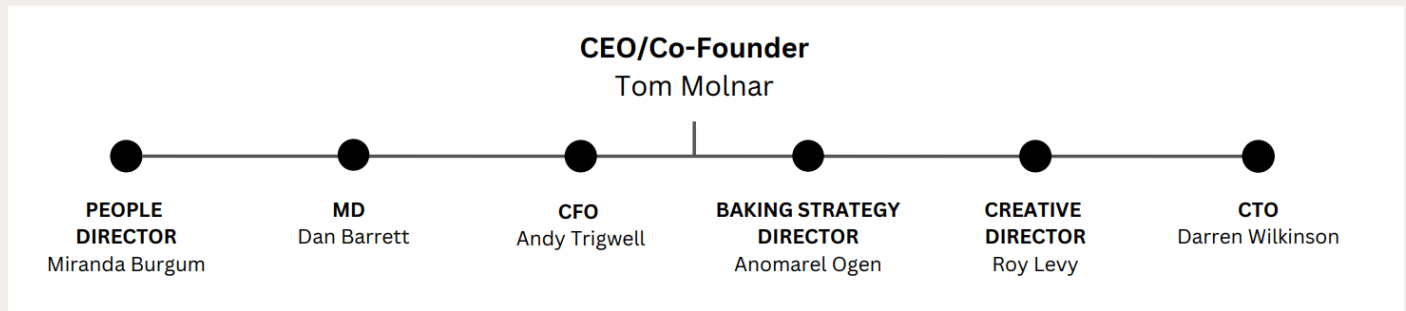 CEO/Co-Founder
Tom Molnar
PEOPLE
DIRECTOR
Miranda Burgum
MD
Dan Barrett
CFO
Andy Trigwell
BAKING STRATEGY
DIRECTOR
Anomarel Ogen
CREATIVE
DIRECTOR
Roy Levy
CTO
Darren Wilkinson